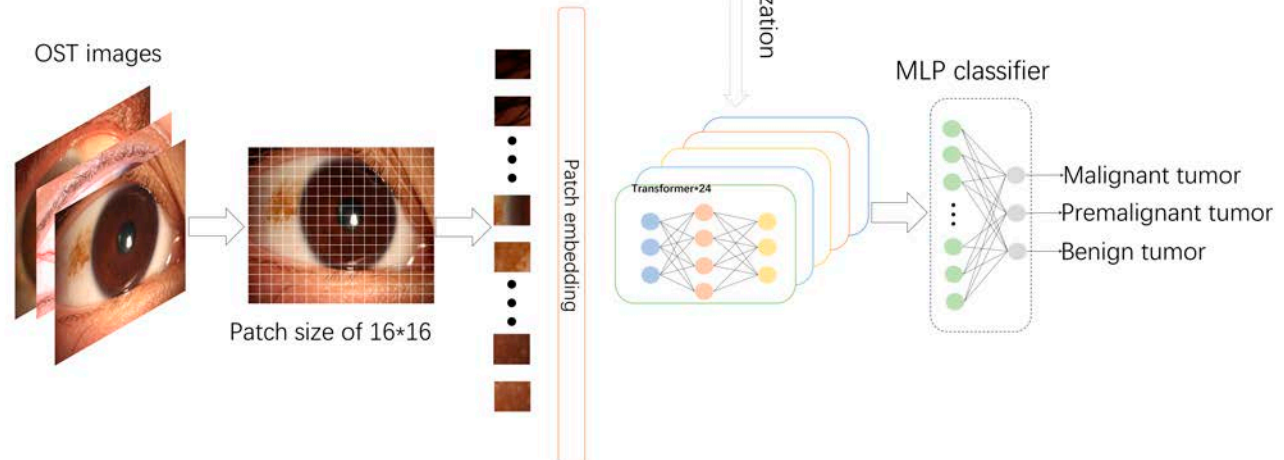 zation
OST images
MLP classifier
Patch embedding
Transformer*24
Malignant tumor
Premalignant tumor
Benign tumor
Patch size of 16*16